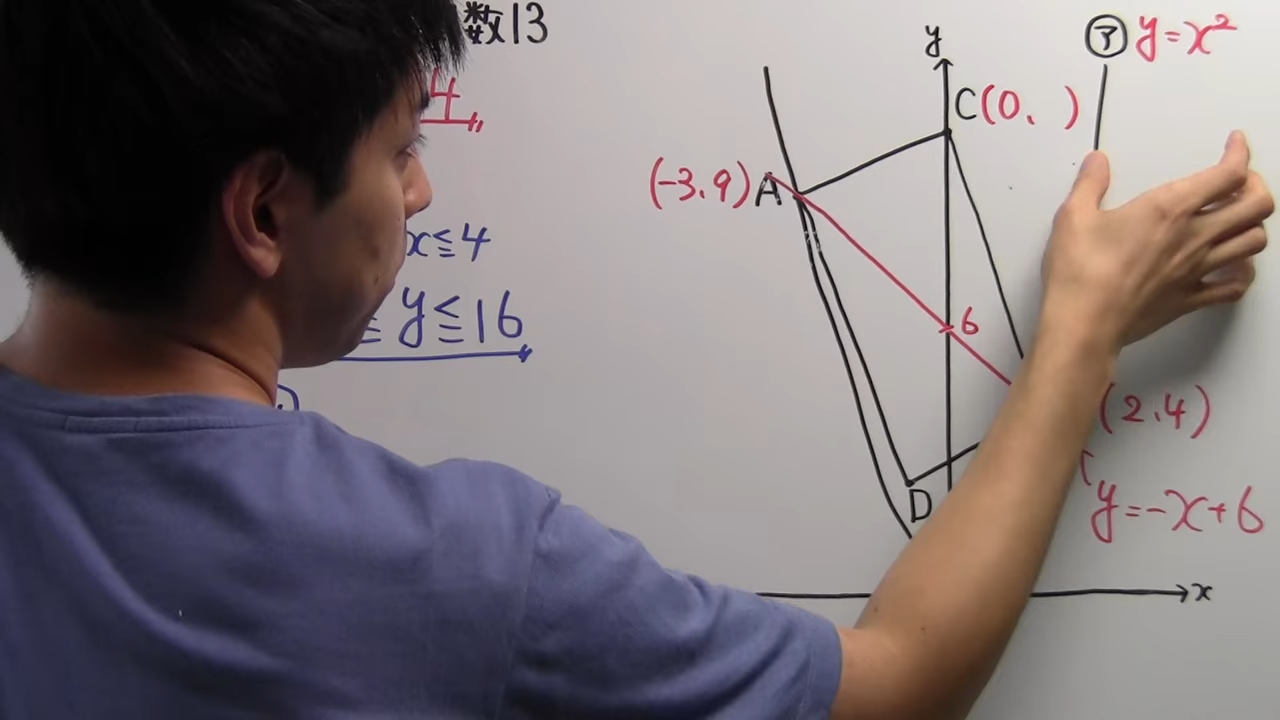 数13
4
x≦4
≦ y≦16
y
㋐ y=x²
C(0, )
(-3,9) A
6
(2,4)
D
y=-x+6
x